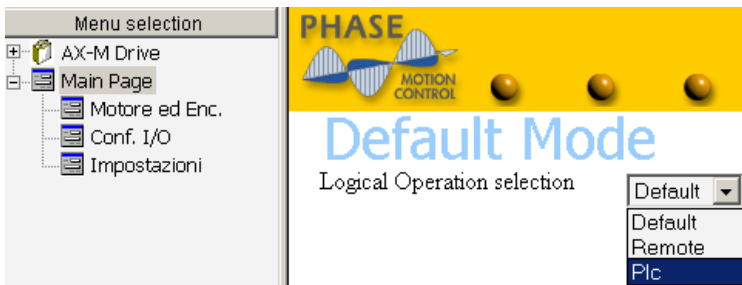 Menu selection
AX-M Drive
Main Page
Motore ed Enc.
Conf. I/O
Impostazioni
PHASE
MOTION
CONTROL
Default Mode
Logical Operation selection
Default
Default
Remote
Plc